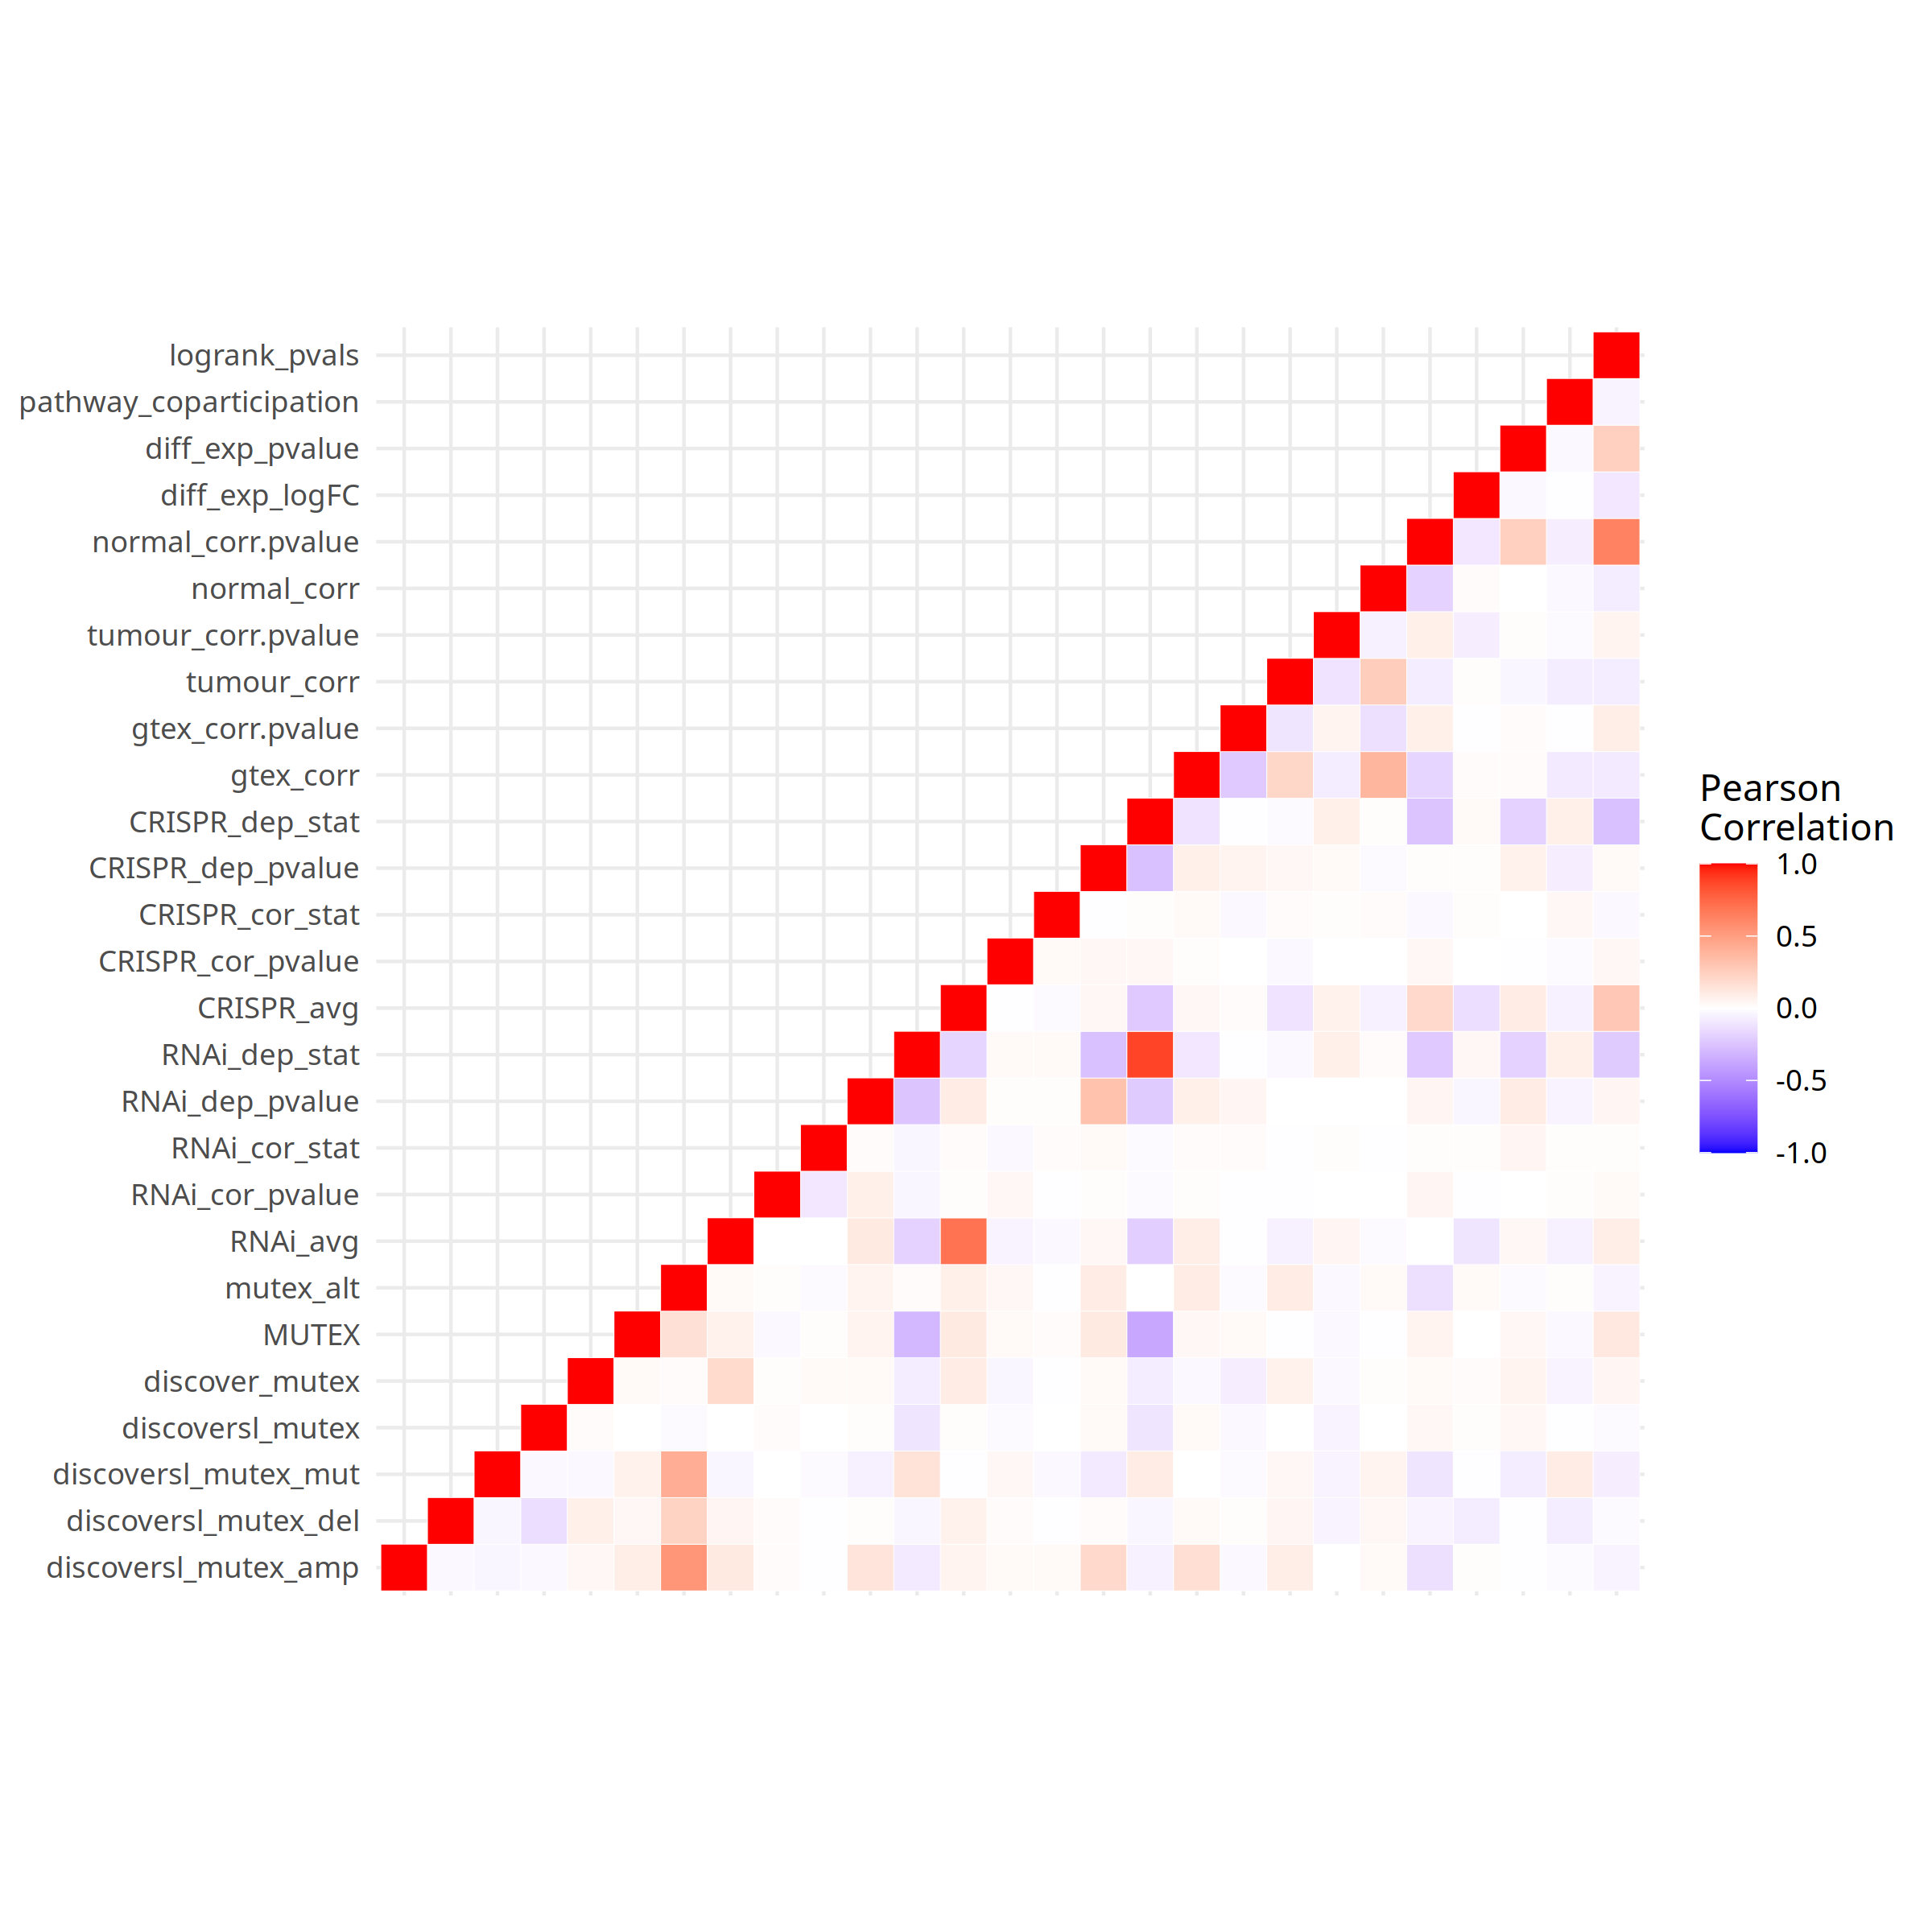 logrank_pvals
pathway_coparticipation
diff_exp_pvalue
diff_exp_logFC
normal_corr.pvalue
normal_corr
tumour_corr.pvalue
tumour_corr
gtex_corr.pvalue
gtex_corr
CRISPR_dep_stat
CRISPR_dep_pvalue
CRISPR_cor_stat
CRISPR_cor_pvalue
CRISPR_avg
RNAi_dep_stat
RNAi_dep_pvalue
RNAi_cor_stat
RNAi_cor_pvalue
RNAi_avg
mutex_alt
MUTEX
discover_mutex
discoversl_mutex
discoversl_mutex_mut
discoversl_mutex_del
discoversl_mutex_amp
Pearson
Correlation
1.0
0.5
0.0
-0.5
-1.0